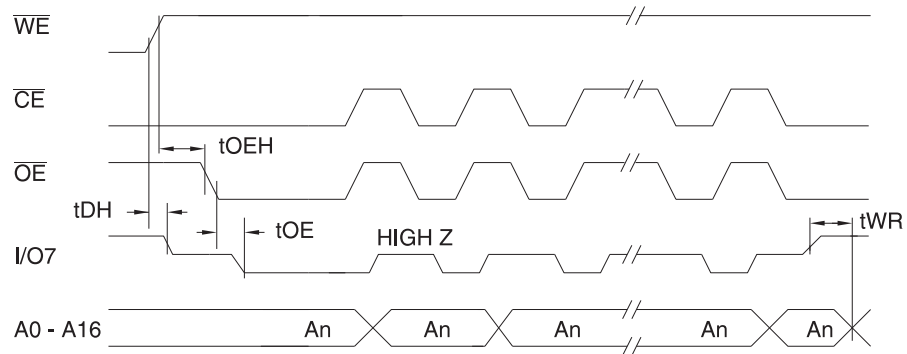 WE
CE
tOEH
OE
tDH
tOE
tWR
HIGH Z
I/O7
A0 - A16
An
An
An
An
An